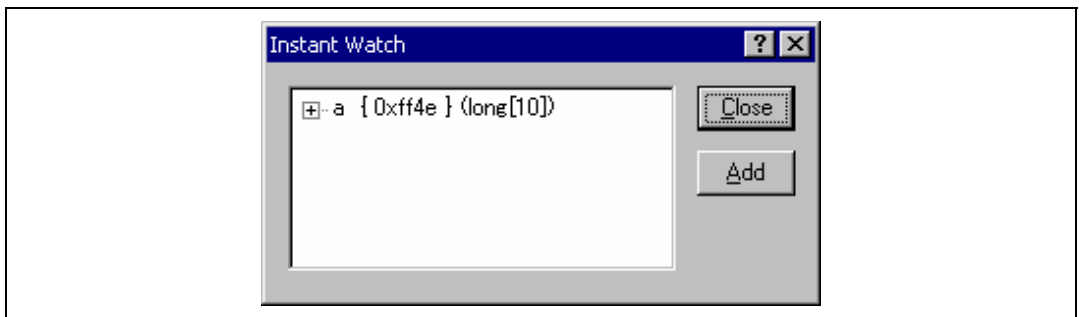 Instant Watch
a { 0xff4e } (long[10])
Close
Add